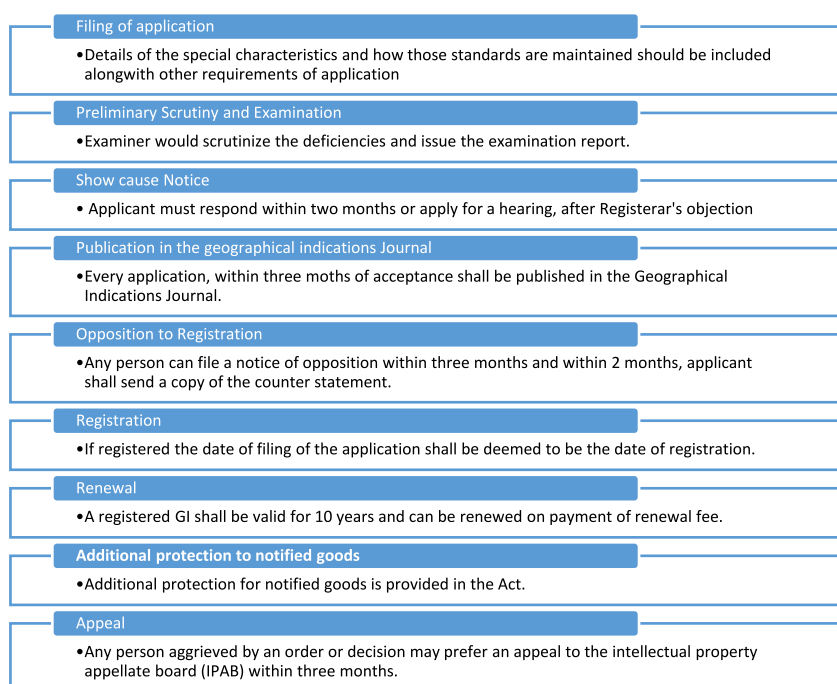 Filing of application
•Details of the special characteristics and how those standards are maintained should be included
alongwith other requirements of application
Preliminary Scrutiny and Examination
•Examiner would scrutinize the deficiencies and issue the examination report.
Show cause Notice
• Applicant must respond within two months or apply for a hearing, after Registerar's objection
Publication in the geographical indications Journal
•Every application, within three moths of acceptance shall be published in the Geographical
Indications Journal.
Opposition to Registration
•Any person can file a notice of opposition within three months and within 2 months, applicant
shall send a copy of the counter statement.
Registration
•If registered the date of filing of the application shall be deemed to be the date of registration.
Renewal
•A registered GI shall be valid for 10 years and can be renewed on payment of renewal fee.
Additional protection to notified goods
•Additional protection for notified goods is provided in the Act.
Appeal
•Any person aggrieved by an order or decision may prefer an appeal to the intellectual property
appellate board (IPAB) within three months.